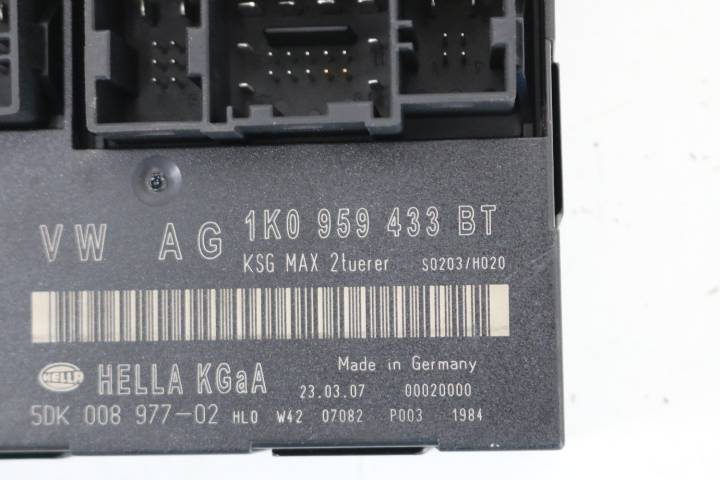 VW AG 1K0 959 433 BT
KSG MAX 2tuerer S0203/H020
HELLA HELLA KGaA Made in Germany
23.03.07 00020000
5DK 008 977-02 HL0 W42 07082 P003 1984